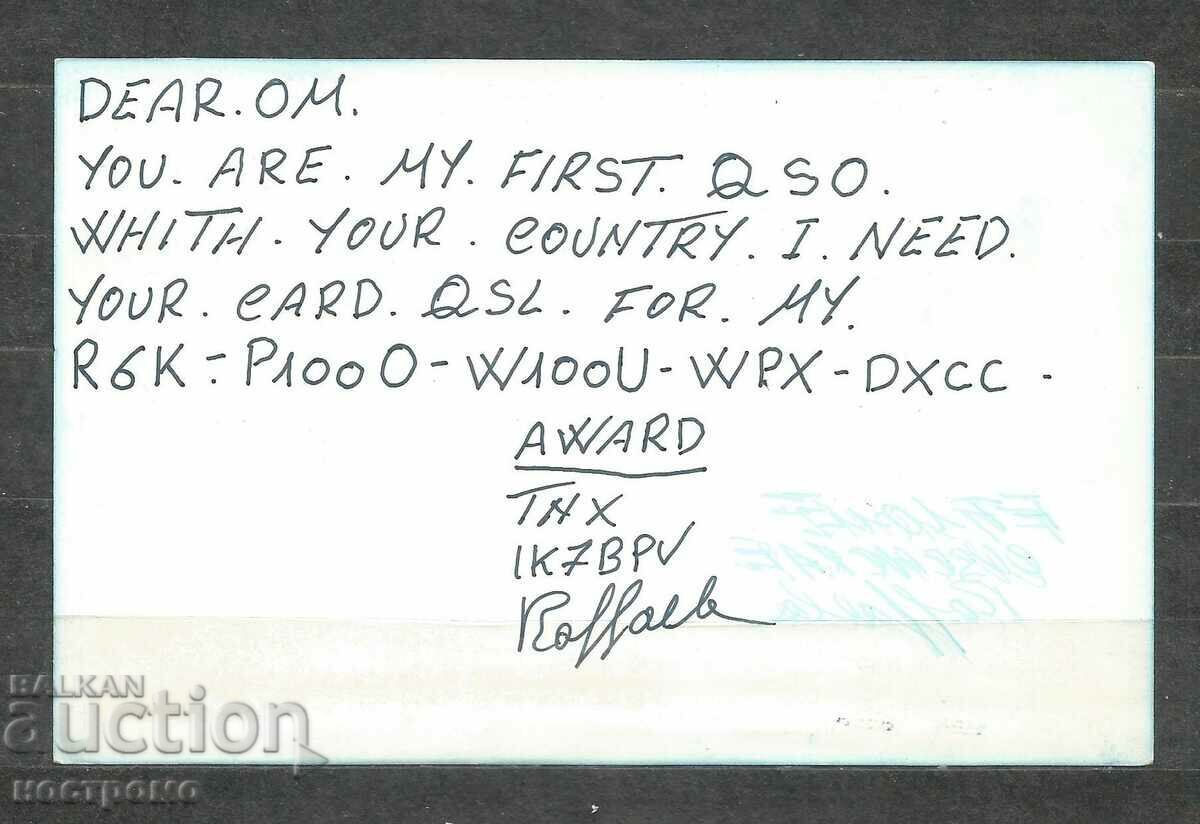 DEAR. OM.
YOU. ARE. MY. FIRST. QSO.
WHITH. YOUR. COUNTRY. I. NEED.
YOUR. CARD. QSL. FOR. MY.
R6K - P100O - W100U - WPX - DXCC -
AWARD
THX
IK7BPV
Raffaele
BALKAN
auction
ностромо